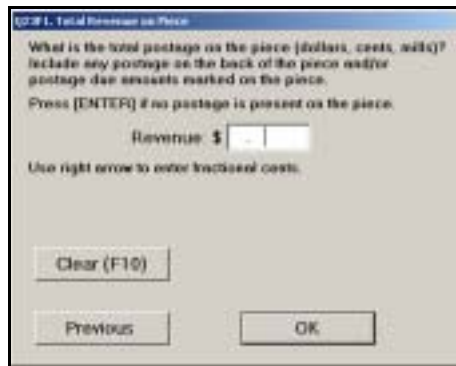 Q23F1. Total Revenue on Piece
What is the total postage on the piece (dollars, cents, mills)?
Include any postage on the back of the piece and/or
postage due amounts marked on the piece.
Press [ENTER] if no postage is present on the piece.
Revenue $ .
Use right arrow to enter fractional cents.
Clear (F10)
Previous OK